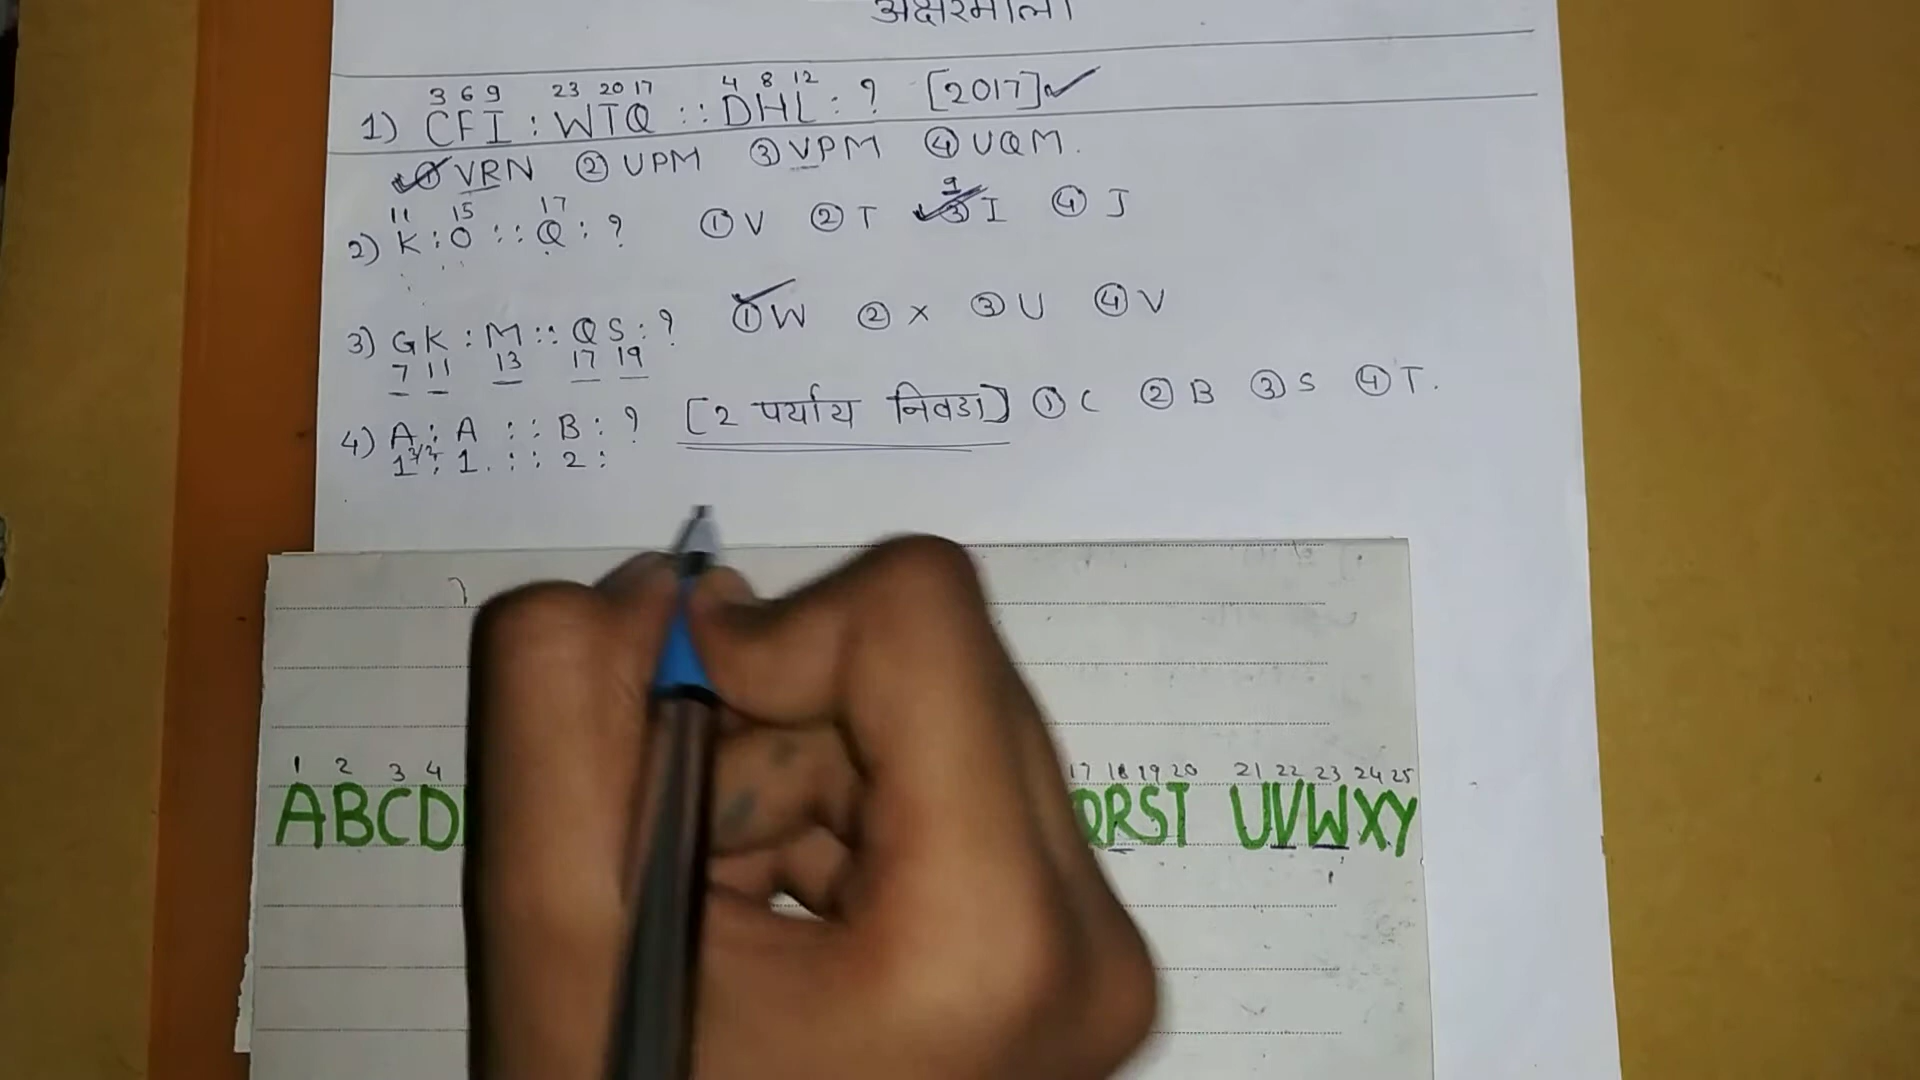 अक्षरमाला
3 6 9 23 20 17 4 8 12
1) CFI : WTQ :: DHL : ? [2017]
① VRN ② UPM ③ VPM ④ UQM.
11 15 17 9
2) K : O :: Q : ? ① V ② T ③ I ④ J
3) GK : M :: QS : ? ① W ② X ③ U ④ V
7 11 13 17 19
4) A : A :: B : ? [2 पर्याय निवडा] ① C ② B ③ S ④ T.
1 : 1 :: 2 :
1 2 3 4 17 18 19 20 21 22 23 24 25
ABCD QRST UVWXY